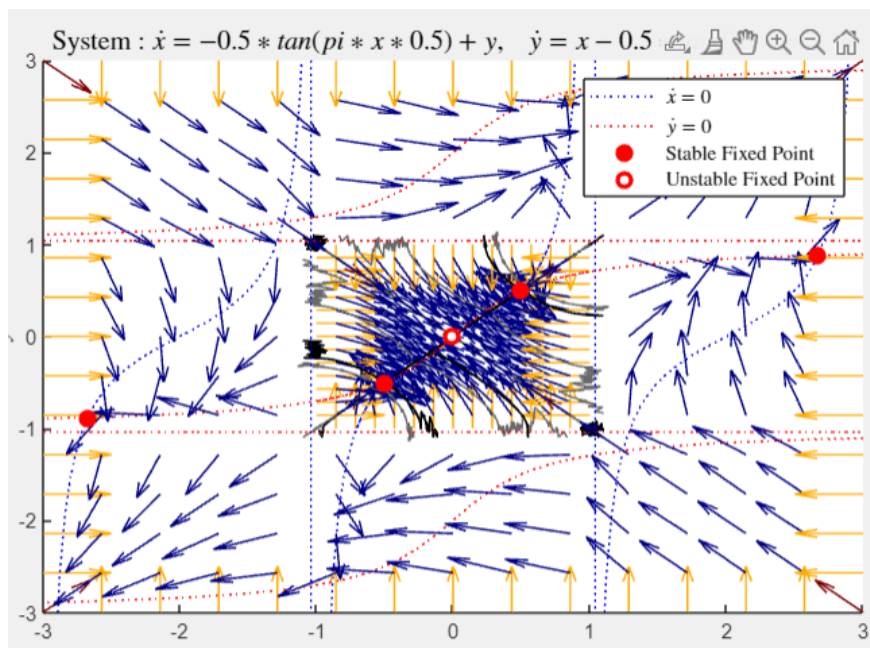 System : ẋ = −0.5 * tan(pi * x * 0.5) + y,   ẏ = x − 0.5
ẋ = 0
ẏ = 0
Stable Fixed Point
Unstable Fixed Point
3
2
1
0
-1
-2
-3
-3 -2 -1 0 1 2 3